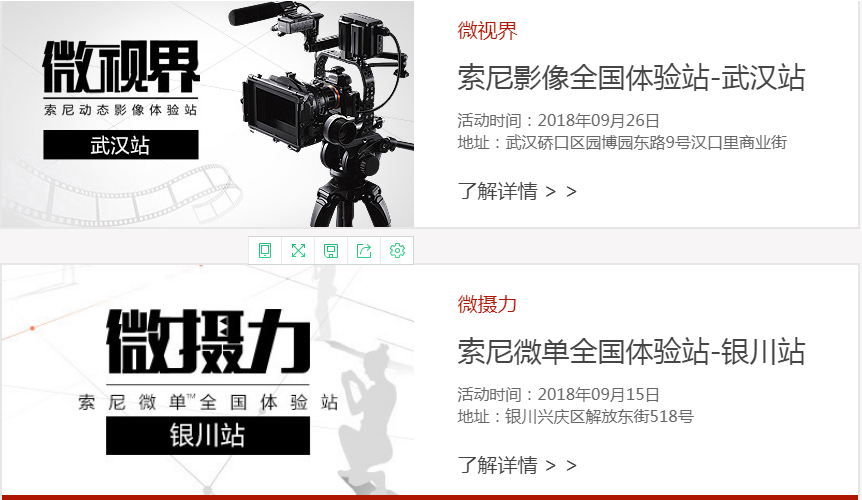 微视界
索尼动态影像体验站
武汉站
微视界
索尼影像全国体验站-武汉站
活动时间：2018年09月26日
地址：武汉硚口区园博园东路9号汉口里商业街
了解详情 > >
微摄力
索尼微单™全国体验站
银川站
微摄力
索尼微单全国体验站-银川站
活动时间：2018年09月15日
地址：银川兴庆区解放东街518号
了解详情 > >